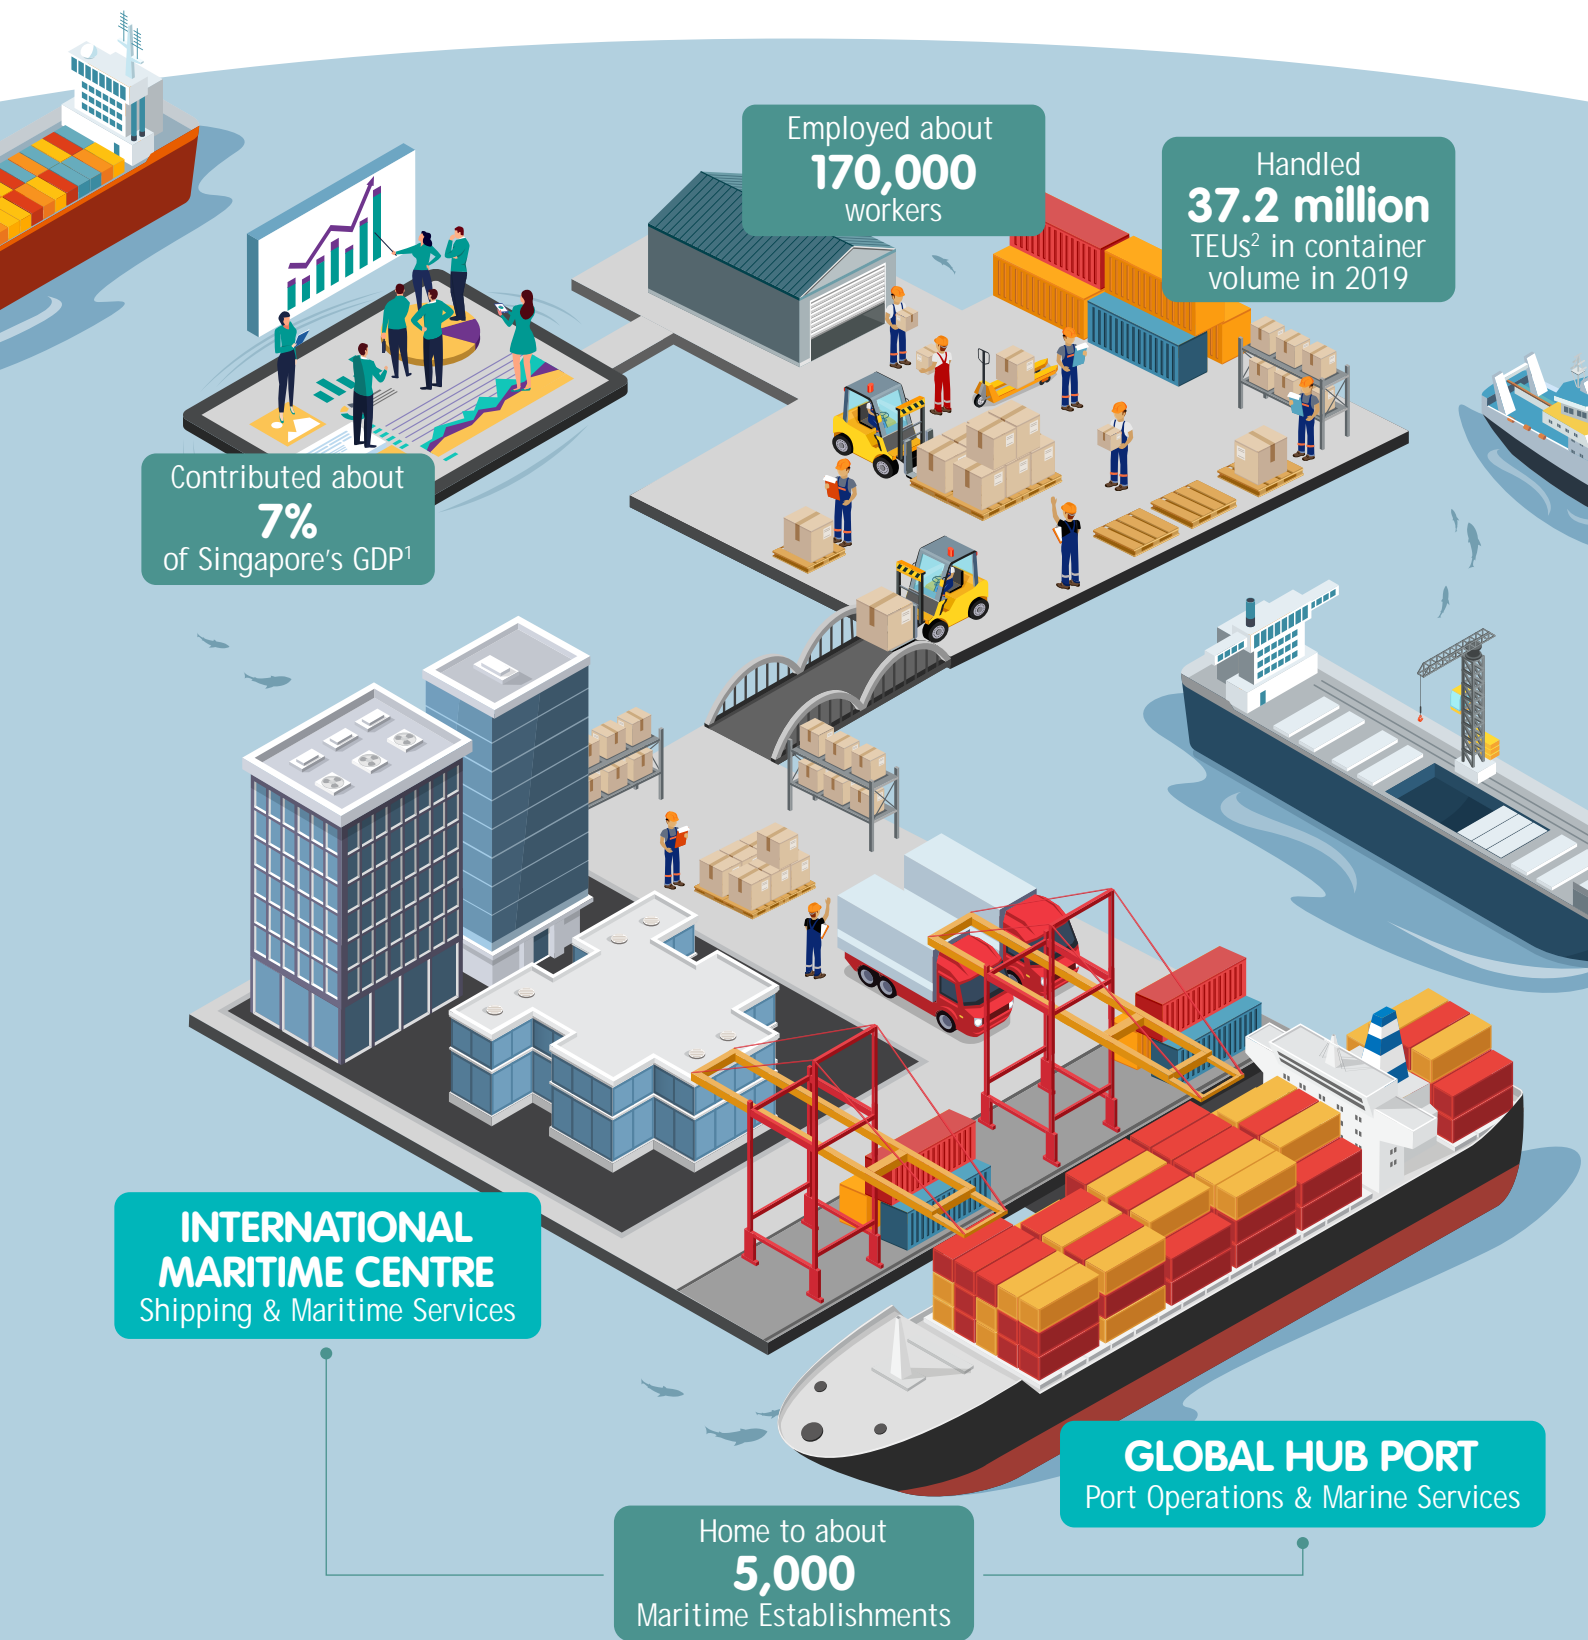 Employed about
170,000
workers
Handled
37.2 million
TEUs² in container
volume in 2019
Contributed about
7%
of Singapore's GDP¹
INTERNATIONAL
MARITIME CENTRE
Shipping & Maritime Services
GLOBAL HUB PORT
Port Operations & Marine Services
Home to about
5,000
Maritime Establishments